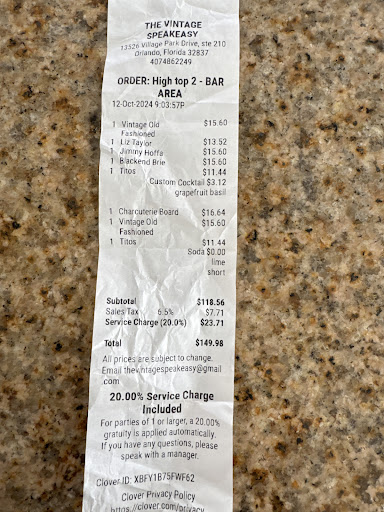 THE VINTAGE
SPEAKEASY
13526 Village Park Drive, ste 210
Orlando, Florida 32837
4074862249
ORDER: High top 2 - BAR
AREA
12-Oct-2024 9:03:57P
1 Vintage Old $15.60
Fashioned
1 Liz Taylor $13.52
1 Jimmy Hoffa $15.60
1 Blackend Brie $15.60
1 Titos $11.44
Custom Cocktail $3.12
grapefruit basil
1 Charcuterie Board $16.64
1 Vintage Old $15.60
Fashioned
1 Titos $11.44
Soda $0.00
lime
short
Subtotal $118.56
Sales Tax 6.5% $7.71
Service Charge (20.0%) $23.71
Total $149.98
All prices are subject to change.
Email thevintagespeakeasy@gmail
.com
20.00% Service Charge
Included
For parties of 1 or larger, a 20.00%
gratuity is applied automatically.
If you have any questions, please
speak with a manager.
Clover ID: XBFY1B75FWF62
Clover Privacy Policy
https://clover.com/privacy